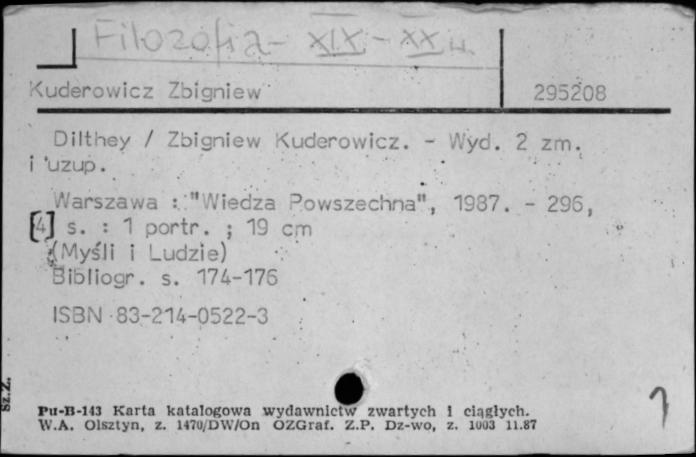 Filozofia - XIX - XX w.
Kuderowicz Zbigniew 295208
Dilthey / Zbigniew Kuderowicz. - Wyd. 2 zm.
i uzup.
Warszawa : "Wiedza Powszechna", 1987. - 296,
[4] s. : 1 portr. ; 19 cm
(Myśli i Ludzie)
Bibliogr. s. 174-176
ISBN 83-214-0522-3
Sz.Z.
Pu-B-143 Karta katalogowa wydawnictw zwartych i ciągłych.
W.A. Olsztyn, z. 1470/DW/On OZGraf. Z.P. Dz-wo, z. 1003 11.87